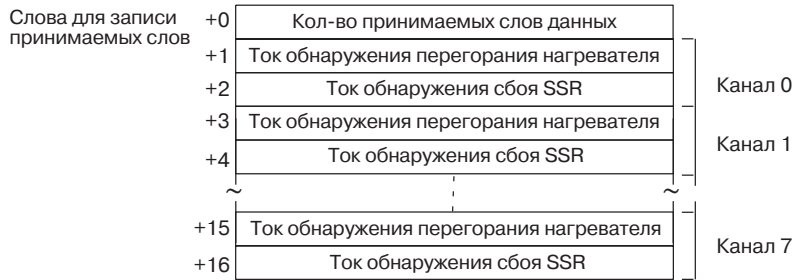 Слова для записи
принимаемых слов
+0 Кол-во принимаемых слов данных
+1 Ток обнаружения перегорания нагревателя
+2 Ток обнаружения сбоя SSR
Канал 0
+3 Ток обнаружения перегорания нагревателя
+4 Ток обнаружения сбоя SSR
Канал 1
~ ~
+15 Ток обнаружения перегорания нагревателя
+16 Ток обнаружения сбоя SSR
Канал 7